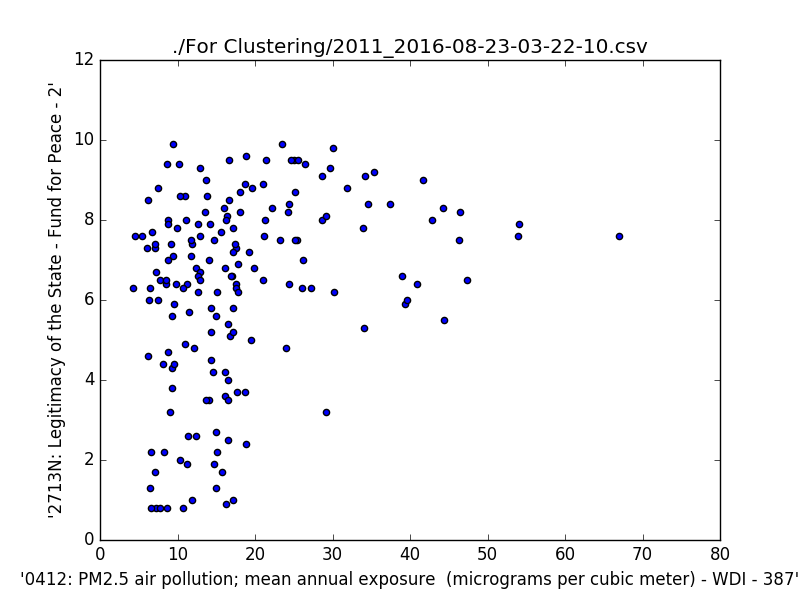 ./For Clustering/2011_2016-08-23-03-22-10.csv
12
10
8
6
4
2
0
'2713N: Legitimacy of the State - Fund for Peace - 2'
0 10 20 30 40 50 60 70 80
'0412: PM2.5 air pollution; mean annual exposure  (micrograms per cubic meter) - WDI - 387'